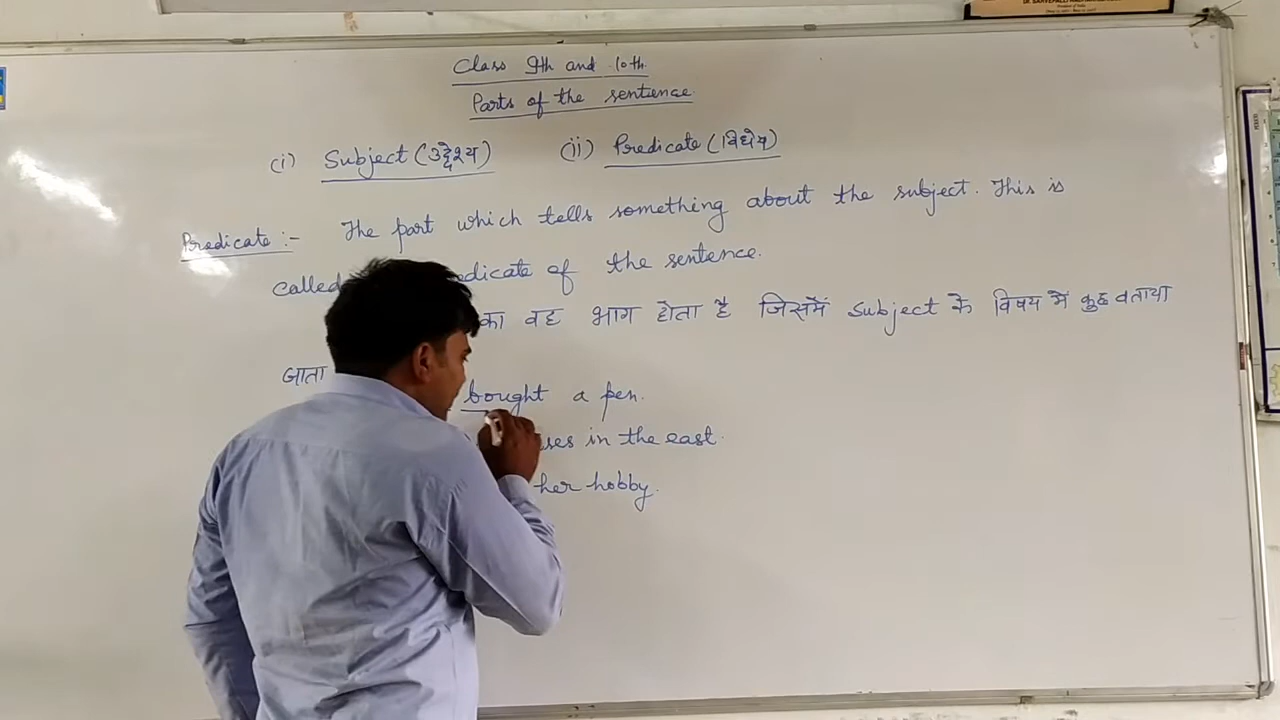 Class 9th and 10th
Parts of the sentence
(i) Subject (उद्देश्य) (ii) Predicate (विधेय)
Predicate :- The part which tells something about the subject. This is
called edicate of the sentence.
का वह भाग होता है जिसमें subject के विषय में कुछ बताया
जाता
bought a pen.
ses in the east.
her hobby.